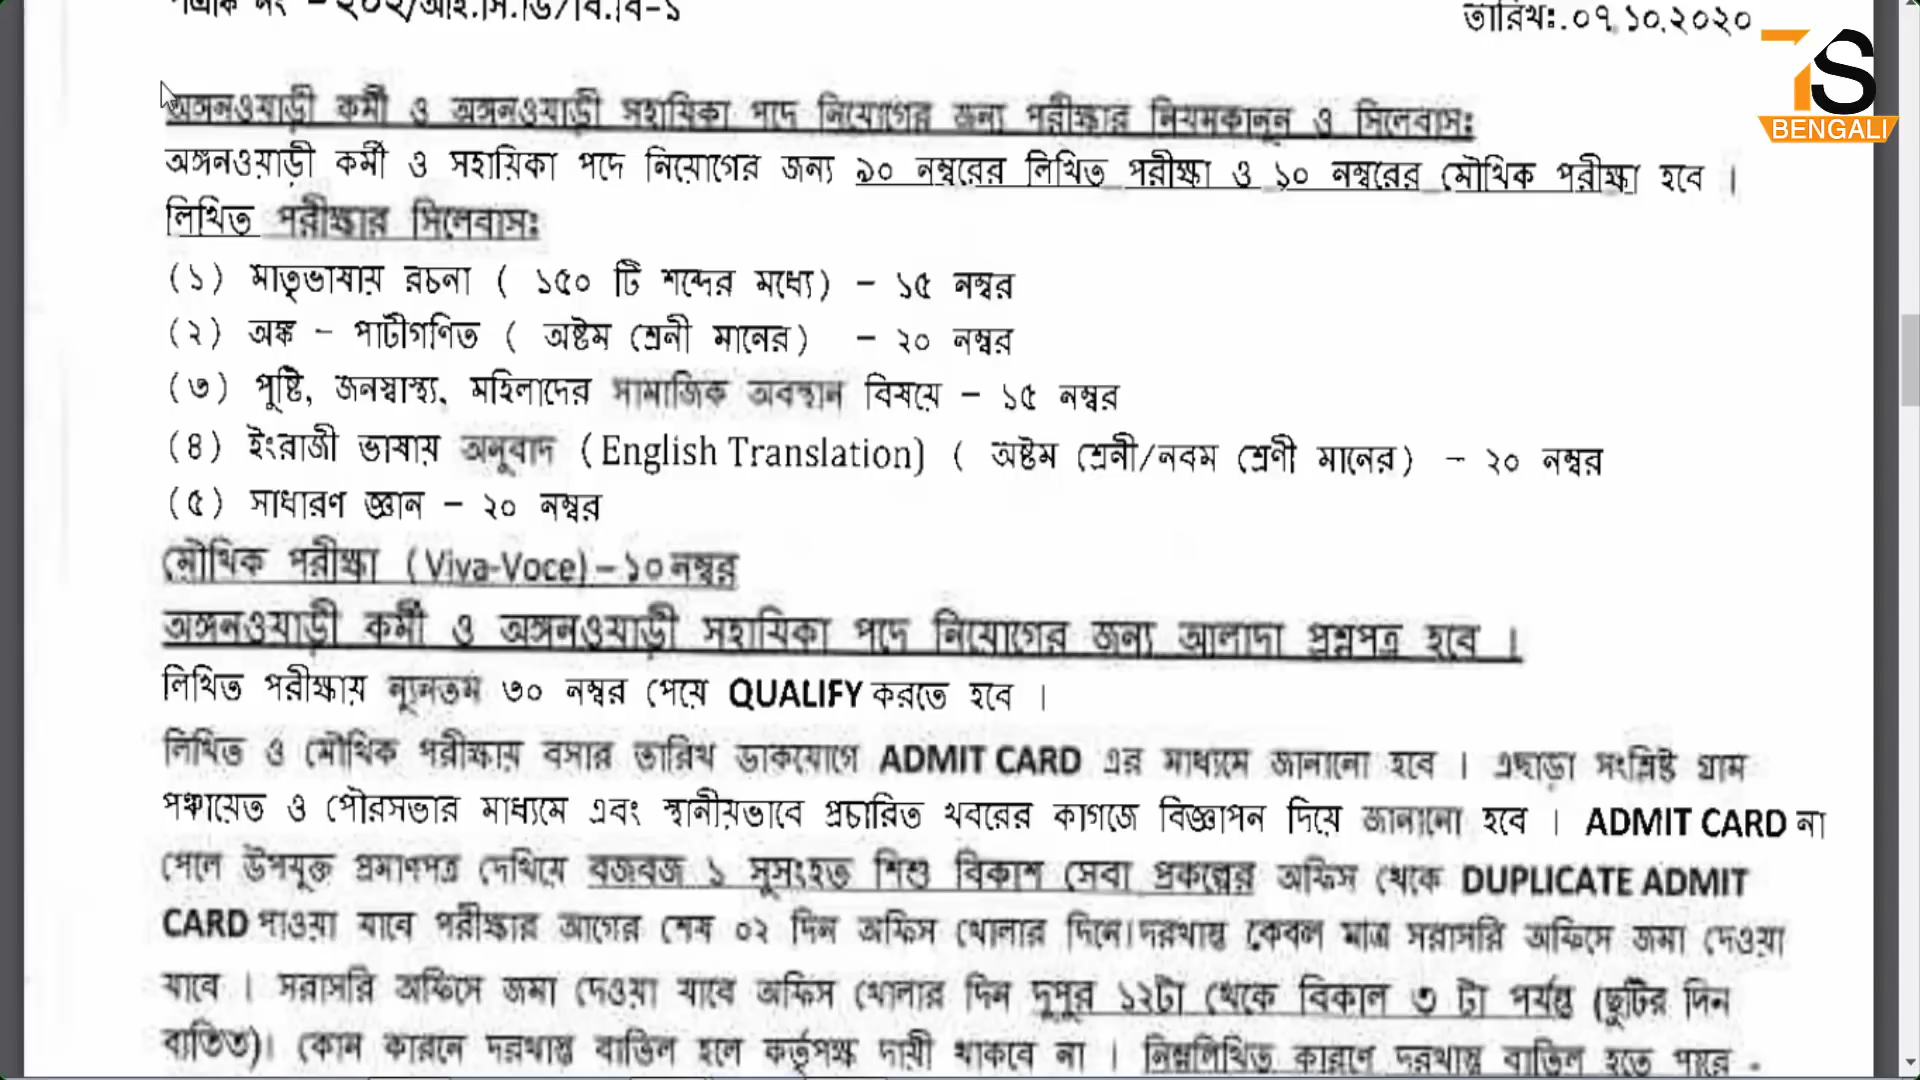 পত্রাঙ্ক নং – ২০২/আই.সি.ডি/বি.বি-১
তারিখ:.০৭.১০.২০২০
অঙ্গনওয়াড়ী কর্মী ও অঙ্গনওয়াড়ী সহায়িকা পদে নিয়োগের জন্য পরীক্ষার নিয়মকানুন ও সিলেবাস:
অঙ্গনওয়াড়ী কর্মী ও সহায়িকা পদে নিয়োগের জন্য ৯০ নম্বরের লিখিত পরীক্ষা ও ১০ নম্বরের মৌখিক পরীক্ষা হবে ।
লিখিত পরীক্ষার সিলেবাস:
(১) মাতৃভাষায় রচনা ( ১৫০ টি শব্দের মধ্যে) – ১৫ নম্বর
(২) অঙ্ক – পাটীগণিত ( অষ্টম শ্রেনী মানের) – ২০ নম্বর
(৩) পুষ্টি, জনস্বাস্থ্য, মহিলাদের সামাজিক অবস্থান বিষয়ে – ১৫ নম্বর
(৪) ইংরাজী ভাষায় অনুবাদ (English Translation) ( অষ্টম শ্রেনী/নবম শ্রেণী মানের) – ২০ নম্বর
(৫) সাধারণ জ্ঞান – ২০ নম্বর
মৌখিক পরীক্ষা (Viva-Voce) – ১০ নম্বর
অঙ্গনওয়াড়ী কর্মী ও অঙ্গনওয়াড়ী সহায়িকা পদে নিয়োগের জন্য আলাদা প্রশ্নপত্র হবে ।
লিখিত পরীক্ষায় ন্যূনতম ৩০ নম্বর পেয়ে QUALIFY করতে হবে ।
লিখিত ও মৌখিক পরীক্ষায় বসার তারিখ ডাকযোগে ADMIT CARD এর মাধ্যমে জানানো হবে । এছাড়া সংশ্লিষ্ট গ্রাম
পঞ্চায়েত ও পৌরসভার মাধ্যমে এবং স্থানীয়ভাবে প্রচারিত খবরের কাগজে বিজ্ঞাপন দিয়ে জানানো হবে । ADMIT CARD না
পেলে উপযুক্ত প্রমাণপত্র দেখিয়ে বজবজ ১ সুসংহত শিশু বিকাশ সেবা প্রকল্পের অফিস থেকে DUPLICATE ADMIT
CARD পাওয়া যাবে পরীক্ষার আগের শেষ ০২ দিন অফিস খোলার দিনে।দরখাস্ত কেবল মাত্র সরাসরি অফিসে জমা দেওয়া
যাবে । সরাসরি অফিসে জমা দেওয়া যাবে অফিস খোলার দিন দুপুর ১২টা থেকে বিকাল ৩ টা পর্যন্ত (ছুটির দিন
ব্যতিত)। কোন কারনে দরখাস্ত বাতিল হলে কর্তৃপক্ষ দায়ী থাকবে না । নিম্নলিখিত কারণে দরখাস্ত বাতিল হতে পারে -
TS
BENGALI